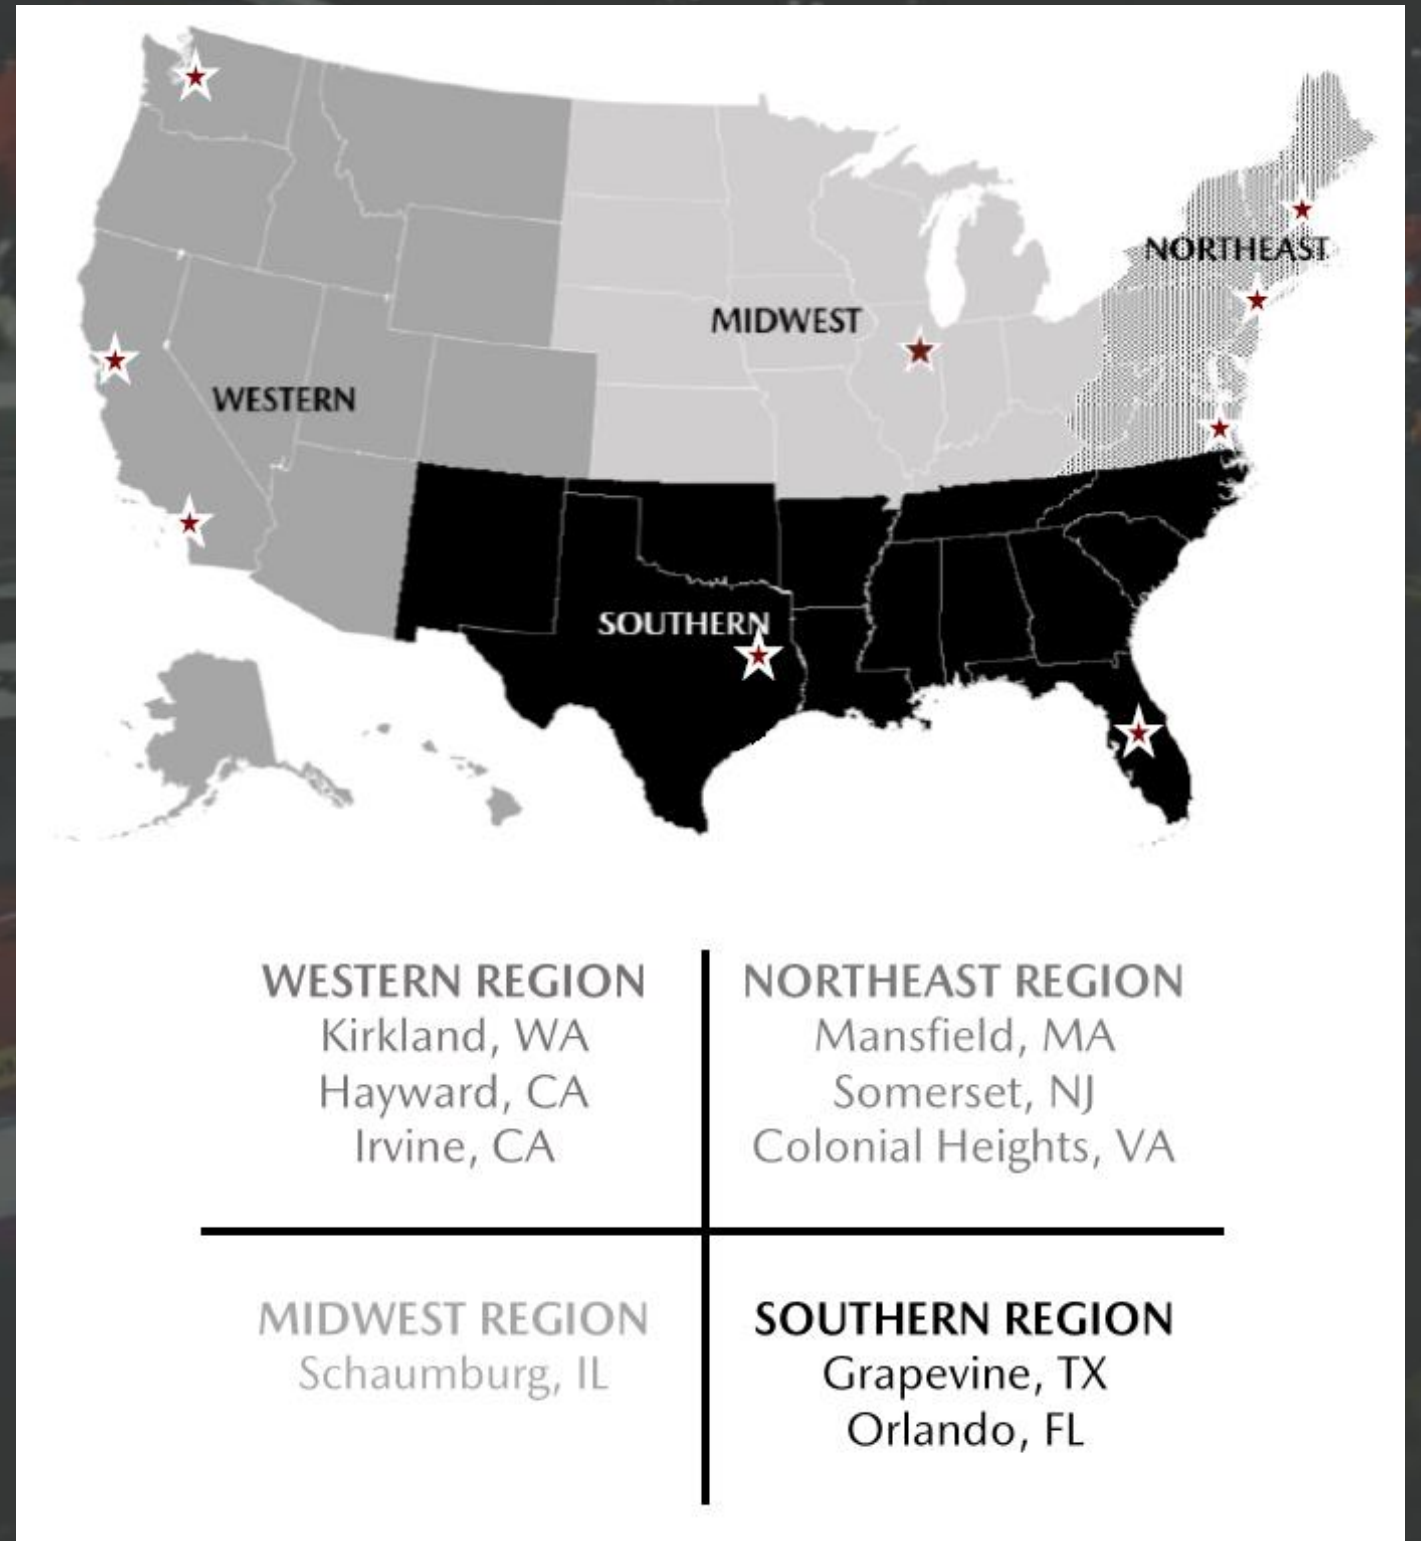 NORTHEAST
MIDWEST
WESTERN
SOUTHERN
WESTERN REGION
Kirkland, WA
Hayward, CA
Irvine, CA
NORTHEAST REGION
Mansfield, MA
Somerset, NJ
Colonial Heights, VA
MIDWEST REGION
Schaumburg, IL
SOUTHERN REGION
Grapevine, TX
Orlando, FL